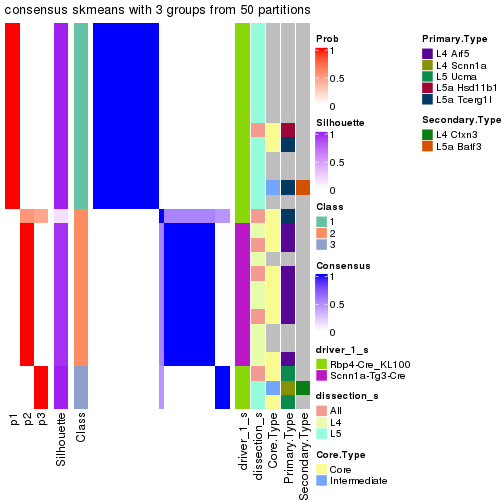 consensus skmeans with 3 groups from 50 partitions
Prob
1
0.5
0
Silhouette
1
0.5
0
Class
1
2
3
Consensus
1
0.5
0
driver_1_s
Rbp4-Cre_KL100
Scnn1a-Tg3-Cre
dissection_s
All
L4
L5
Core.Type
Core
Intermediate
Primary.Type
L4 Arf5
L4 Scnn1a
L5 Ucma
L5a Hsd11b1
L5a Tcerg1l
Secondary.Type
L4 Ctxn3
L5a Batf3
p1
p2
p3
Silhouette
Class
driver_1_s
dissection_s
Core.Type
Primary.Type
Secondary.Type